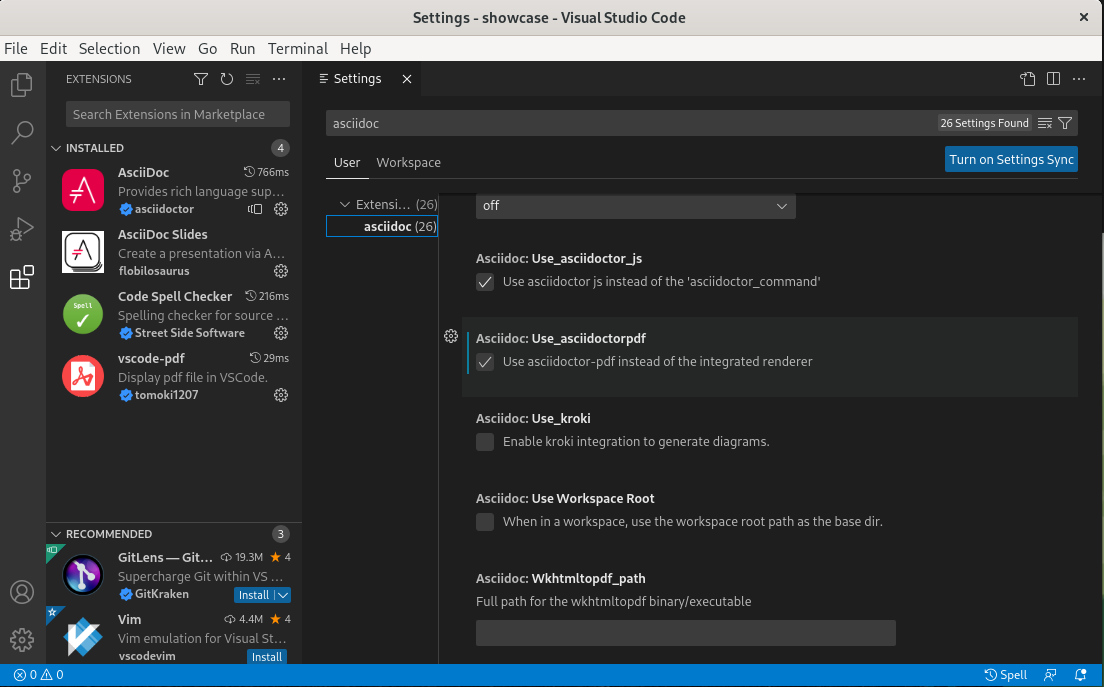 Settings - showcase - Visual Studio Code
File Edit Selection View Go Run Terminal Help
EXTENSIONS
Search Extensions in Marketplace
INSTALLED 4
AsciiDoc 766ms
Provides rich language sup...
asciidoctor
AsciiDoc Slides
Create a presentation via A...
flobilosaurus
Code Spell Checker 216ms
Spelling checker for source ...
Street Side Software
Spell
vscode-pdf 29ms
Display pdf file in VSCode.
tomoki1207
RECOMMENDED 3
GitLens — Git... 19.3M 4
Supercharge Git within VS ...
GitKraken Install
Vim 4.4M 4
Vim emulation for Visual St...
vscodevim Install
Settings
asciidoc 26 Settings Found
User Workspace Turn on Settings Sync
Extensi... (26)
asciidoc (26)
off
Asciidoc: Use_asciidoctor_js
Use asciidoctor js instead of the 'asciidoctor_command'
Asciidoc: Use_asciidoctorpdf
Use asciidoctor-pdf instead of the integrated renderer
Asciidoc: Use_kroki
Enable kroki integration to generate diagrams.
Asciidoc: Use Workspace Root
When in a workspace, use the workspace root path as the base dir.
Asciidoc: Wkhtmltopdf_path
Full path for the wkhtmltopdf binary/executable
0 0 Spell